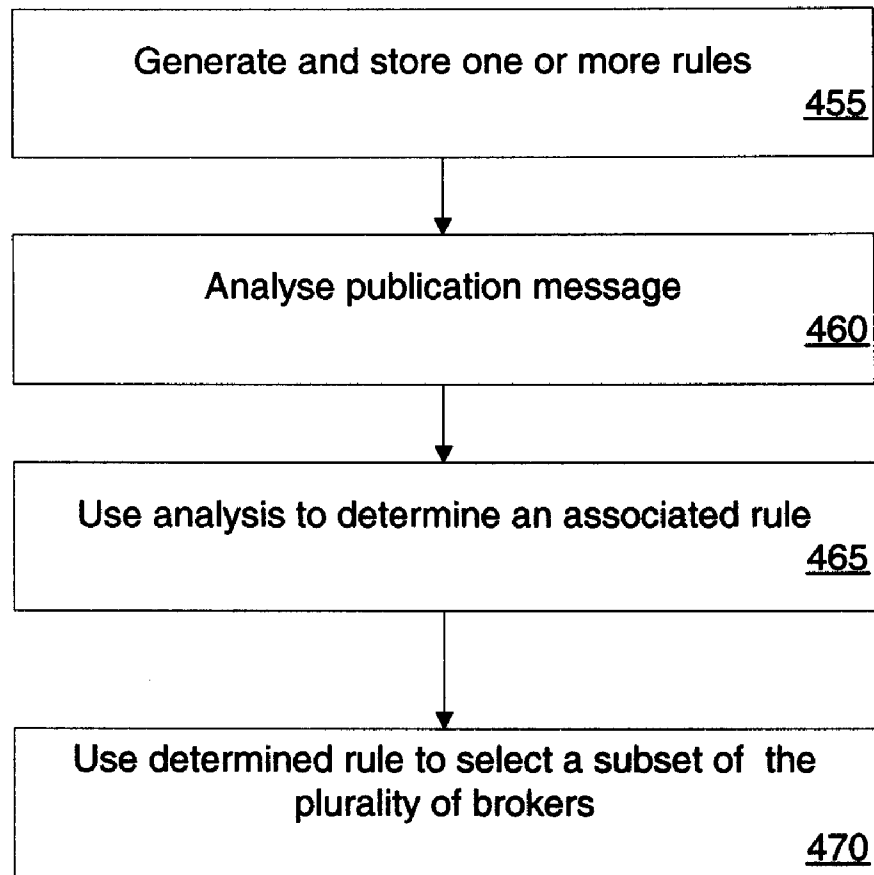 Generate and store one or more rules
455
Analyse publication message
460
Use analysis to determine an associated rule
465
Use determined rule to select a subset of the
plurality of brokers
470